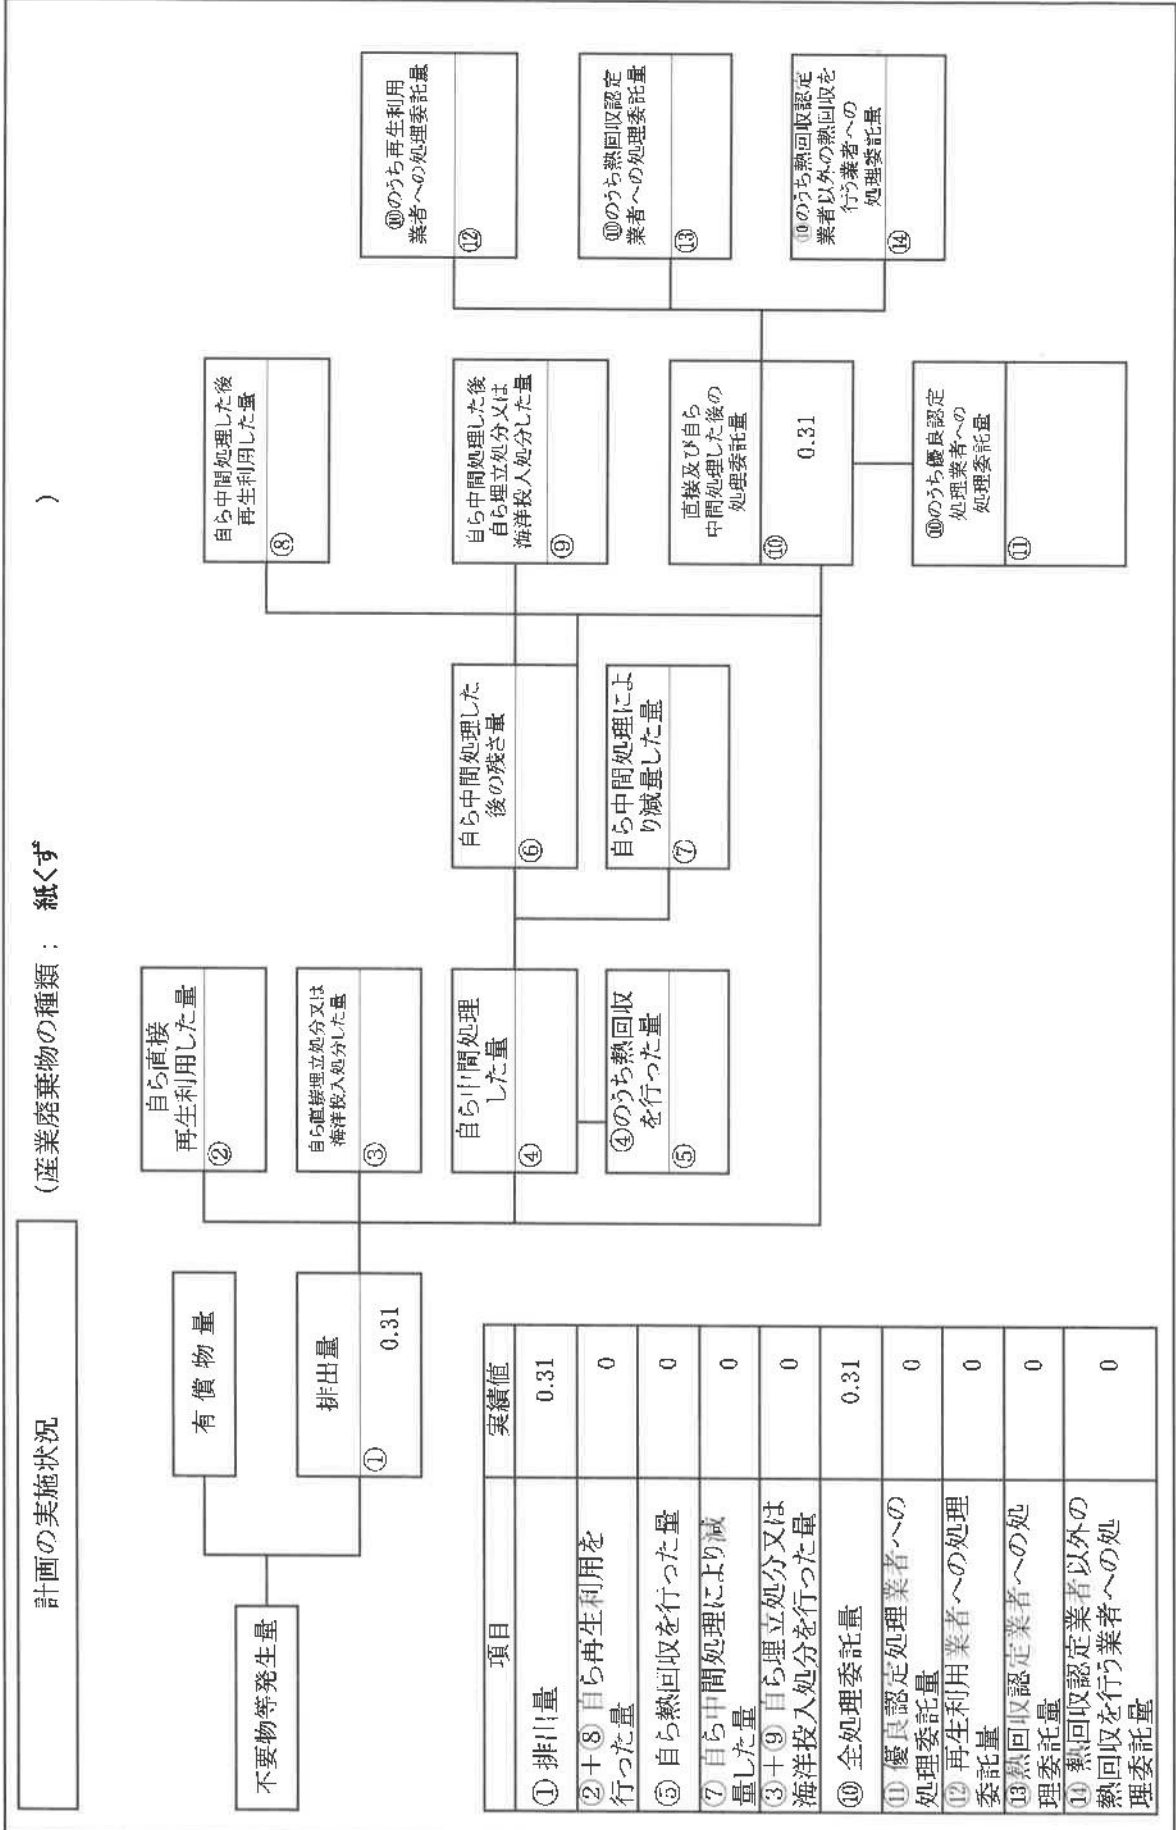 計画の実施状況
(産業廃棄物の種類： 紙くず )
不要物等発生量
有償物量
排出量
① 0.31
自ら直接
再生利用した量
②
自ら直接埋立処分又は
海洋投入処分した量
③
自ら中間処理
した量
④
④のうち熱回収
を行った量
⑤
自ら中間処理した
後の残さ量
⑥
自ら中間処理によ
り減量した量
⑦
自ら中間処理した後
再生利用した量
⑧
自ら中間処理した後
自ら埋立処分又は
海洋投入処分した量
⑨
直接及び自ら
中間処理した後の
処理委託量
⑩ 0.31
⑩のうち優良認定
処理業者への
処理委託量
⑪
⑩のうち再生利用
業者への処理委託量
⑫
⑩のうち熱回収認定
業者への処理委託量
⑬
⑩のうち熱回収認定
業者以外の熱回収を
行う業者への
処理委託量
⑭
項目 実績値
① 排出量 0.31
②＋⑧ 自ら再生利用を
行った量 0
⑤ 自ら熱回収を行った量 0
⑦ 自ら中間処理により減
量した量 0
③＋⑨ 自ら埋立処分又は
海洋投入処分を行った量 0
⑩ 全処理委託量 0.31
⑪ 優良認定処理業者への
処理委託量 0
⑫ 再生利用業者への処理
委託量 0
⑬熱回収認定業者への処
理委託量 0
⑭ 熱回収認定業者以外の
熱回収を行う業者への処
理委託量 0